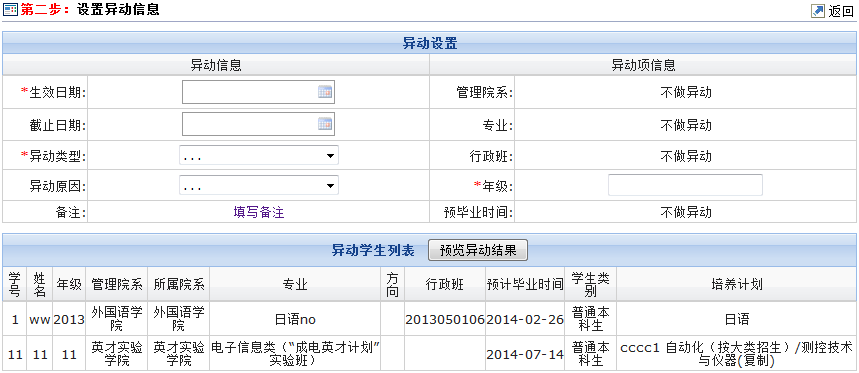 第二步：设置异动信息 返回
异动设置
异动信息 异动项信息
*生效日期: 管理院系: 不做异动
截止日期: 专业: 不做异动
*异动类型: ... 行政班: 不做异动
异动原因: ... *年级:
备注: 填写备注 预毕业时间: 不做异动
异动学生列表 预览异动结果
学号 姓名 年级 管理院系 所属院系 专业 方向 行政班 预计毕业时间 学生类别 培养计划
1 ww 2013 外国语学院 外国语学院 日语no 2013050106 2014-02-26 普通本科生 日语
11 11 11 英才实验学院 英才实验学院 电子信息类（“成电英才计划”实验班） 2014-07-14 普通本科生 cccc1 自动化（按大类招生）/测控技术与仪器(复制)